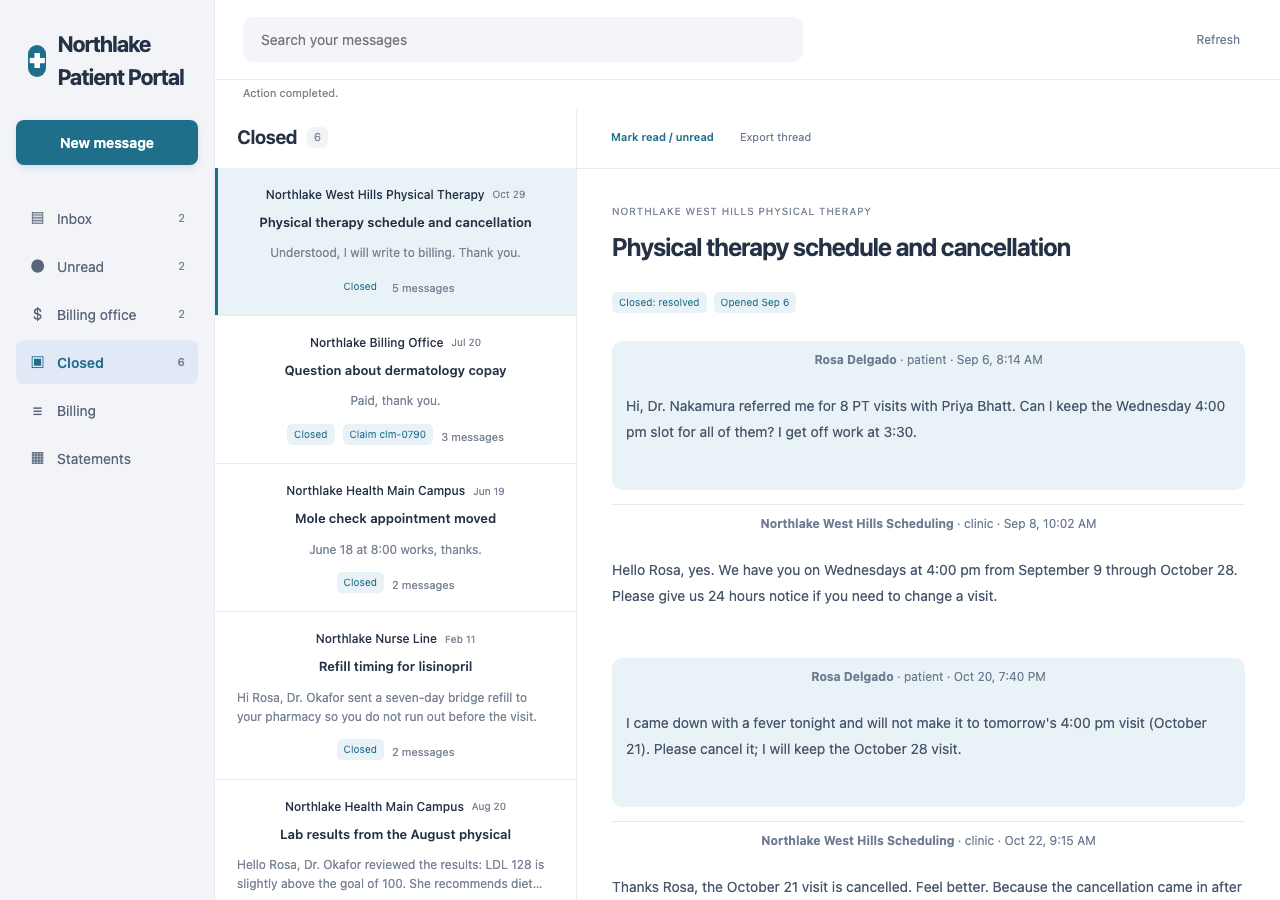 Northlake
Patient Portal
New message
Inbox 2
Unread 2
$ Billing office 2
Closed 6
Billing
Statements
Search your messages
Refresh
Action completed.
Closed 6
Northlake West Hills Physical Therapy Oct 29
Physical therapy schedule and cancellation
Understood, I will write to billing. Thank you.
Closed 5 messages
Northlake Billing Office Jul 20
Question about dermatology copay
Paid, thank you.
Closed Claim clm-0790 3 messages
Northlake Health Main Campus Jun 19
Mole check appointment moved
June 18 at 8:00 works, thanks.
Closed 2 messages
Northlake Nurse Line Feb 11
Refill timing for lisinopril
Hi Rosa, Dr. Okafor sent a seven-day bridge refill to
your pharmacy so you do not run out before the visit.
Closed 2 messages
Northlake Health Main Campus Aug 20
Lab results from the August physical
Hello Rosa, Dr. Okafor reviewed the results: LDL 128 is
slightly above the goal of 100. She recommends diet...
Mark read / unread Export thread
NORTHLAKE WEST HILLS PHYSICAL THERAPY
Physical therapy schedule and cancellation
Closed: resolved Opened Sep 6
Rosa Delgado · patient · Sep 6, 8:14 AM
Hi, Dr. Nakamura referred me for 8 PT visits with Priya Bhatt. Can I keep the Wednesday 4:00
pm slot for all of them? I get off work at 3:30.
Northlake West Hills Scheduling · clinic · Sep 8, 10:02 AM
Hello Rosa, yes. We have you on Wednesdays at 4:00 pm from September 9 through October 28.
Please give us 24 hours notice if you need to change a visit.
Rosa Delgado · patient · Oct 20, 7:40 PM
I came down with a fever tonight and will not make it to tomorrow's 4:00 pm visit (October
21). Please cancel it; I will keep the October 28 visit.
Northlake West Hills Scheduling · clinic · Oct 22, 9:15 AM
Thanks Rosa, the October 21 visit is cancelled. Feel better. Because the cancellation came in after